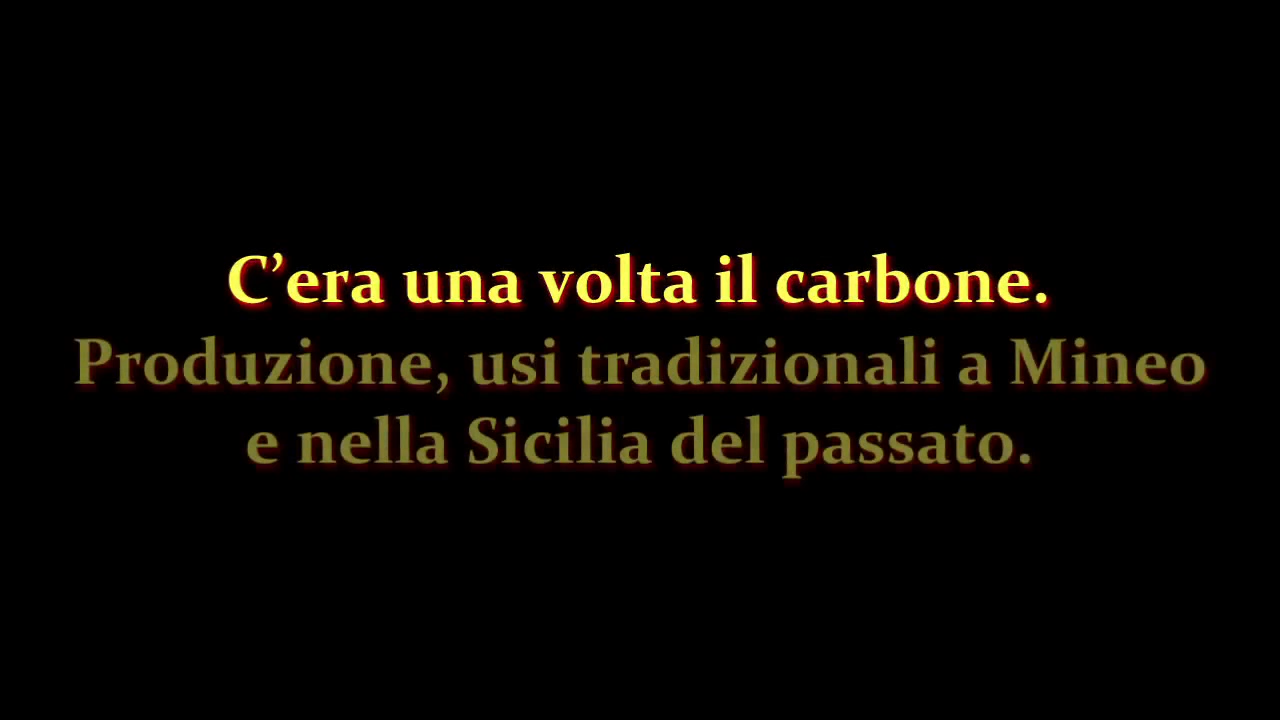 C’era una volta il carbone.
Produzione, usi tradizionali a Mineo
e nella Sicilia del passato.